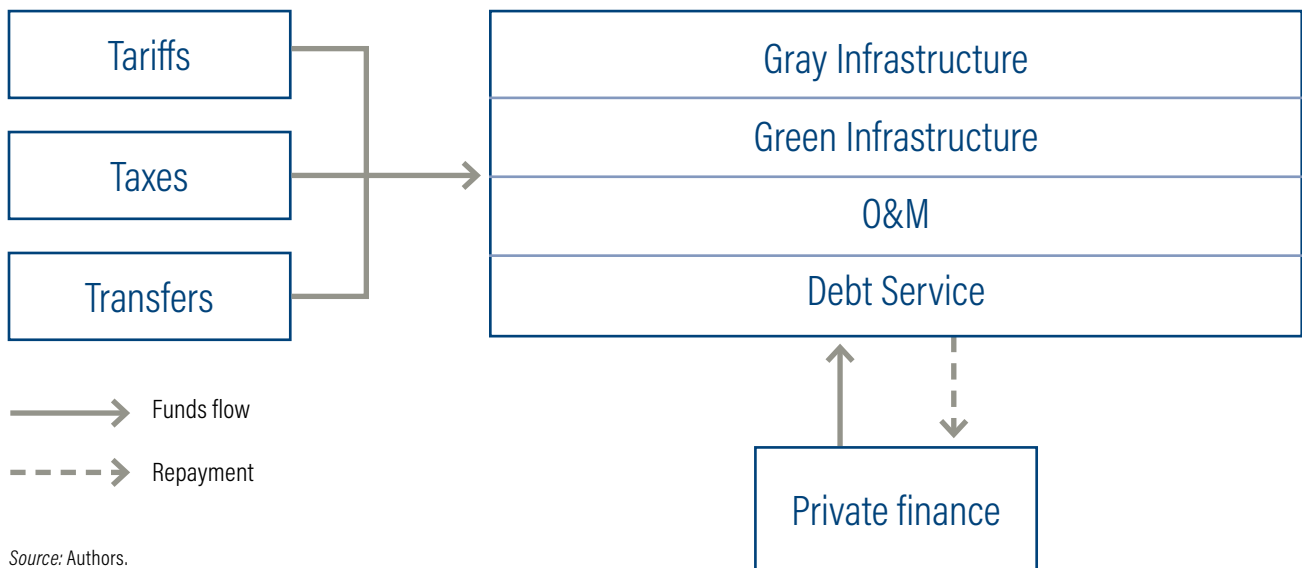 Tariffs
Taxes
Transfers
Gray Infrastructure
Green Infrastructure
O&M
Debt Service
Funds flow
Repayment
Private finance
Source: Authors.